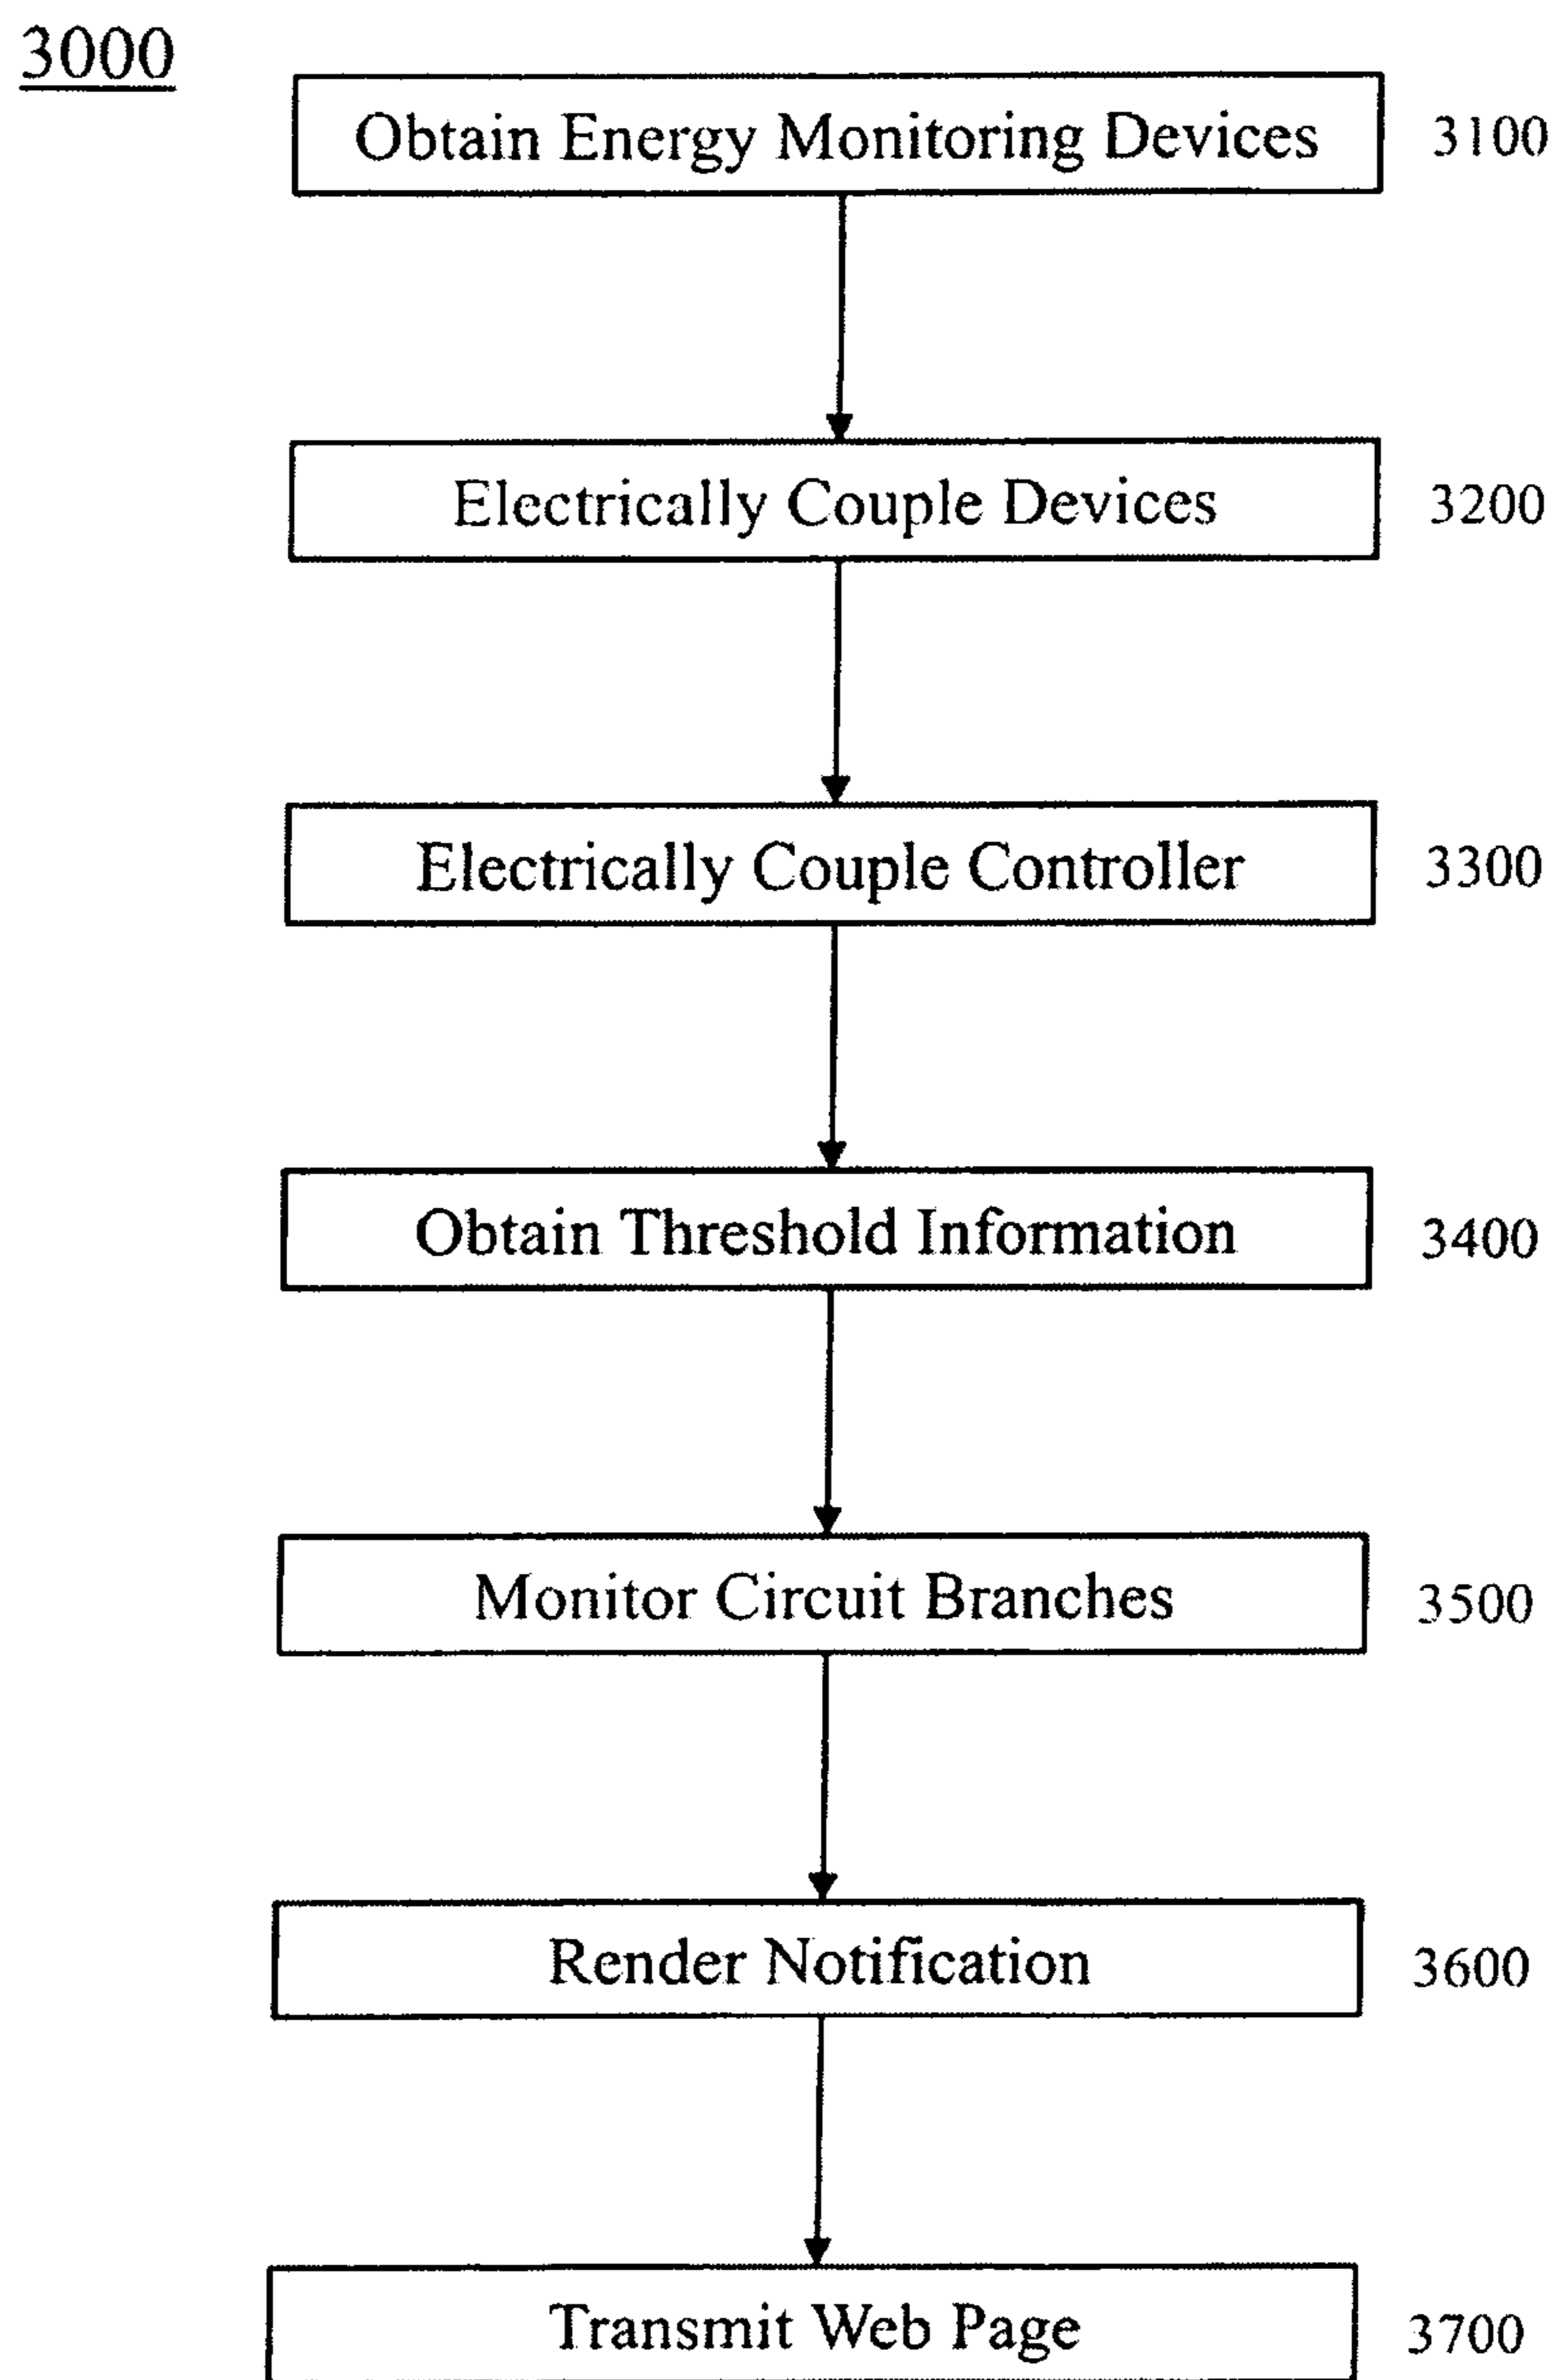 3000
Obtain Energy Monitoring Devices 3100
Electrically Couple Devices 3200
Electrically Couple Controller 3300
Obtain Threshold Information 3400
Monitor Circuit Branches 3500
Render Notification 3600
Transmit Web Page 3700